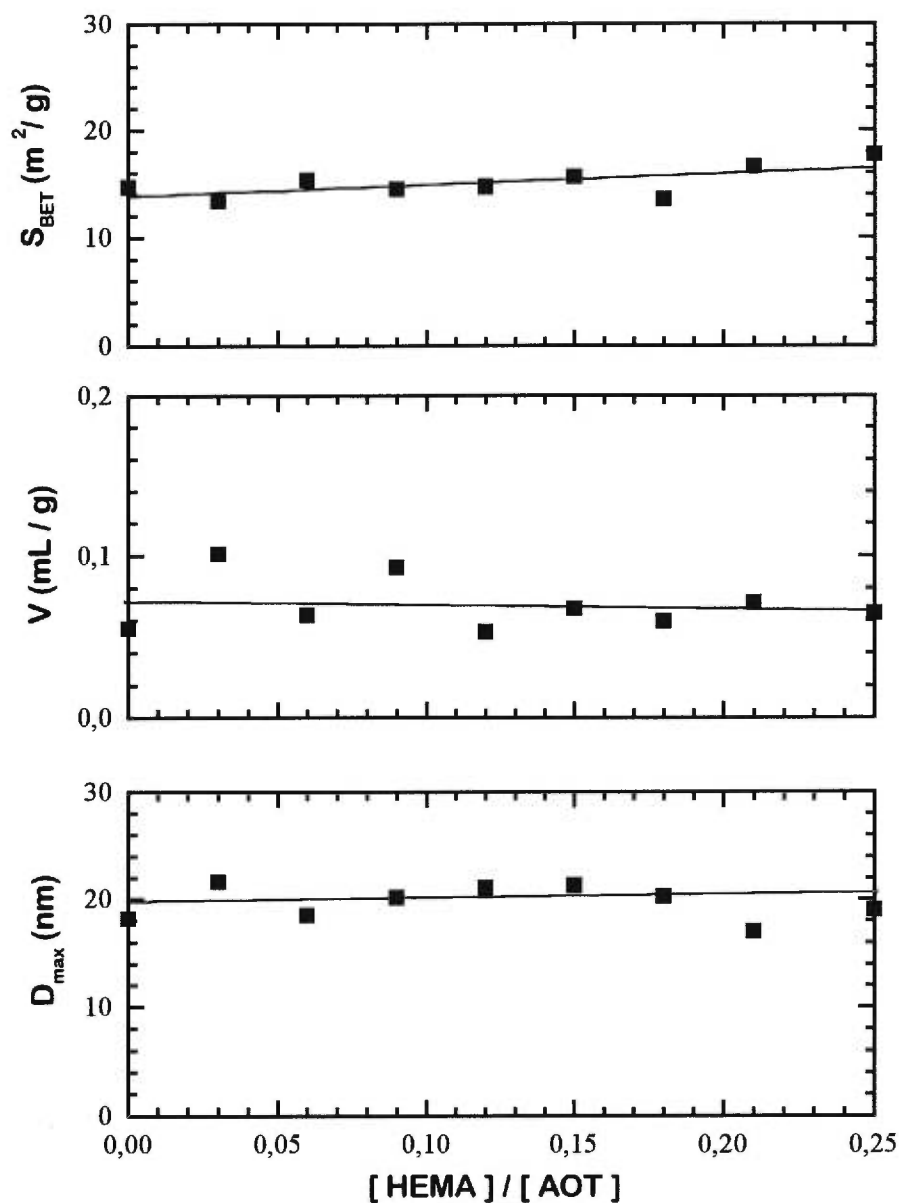 30
20
10
0
S_BET (m²/ g)
0,2
0,1
0,0
V (mL / g)
30
20
10
0
D_max (nm)
0,00 0,05 0,10 0,15 0,20 0,25
[ HEMA ] / [ AOT ]